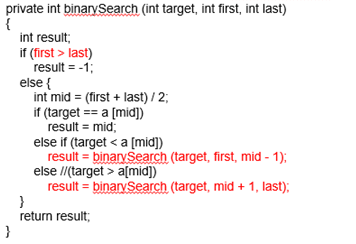 private int binarySearch (int target, int first, int last)
{
int result;
if (first > last)
result = -1;
else {
int mid = (first + last) / 2;
if (target == a [mid])
result = mid;
else if (target < a [mid])
result = binarySearch (target, first, mid - 1);
else //(target > a[mid])
result = binarySearch (target, mid + 1, last);
}
return result;
}